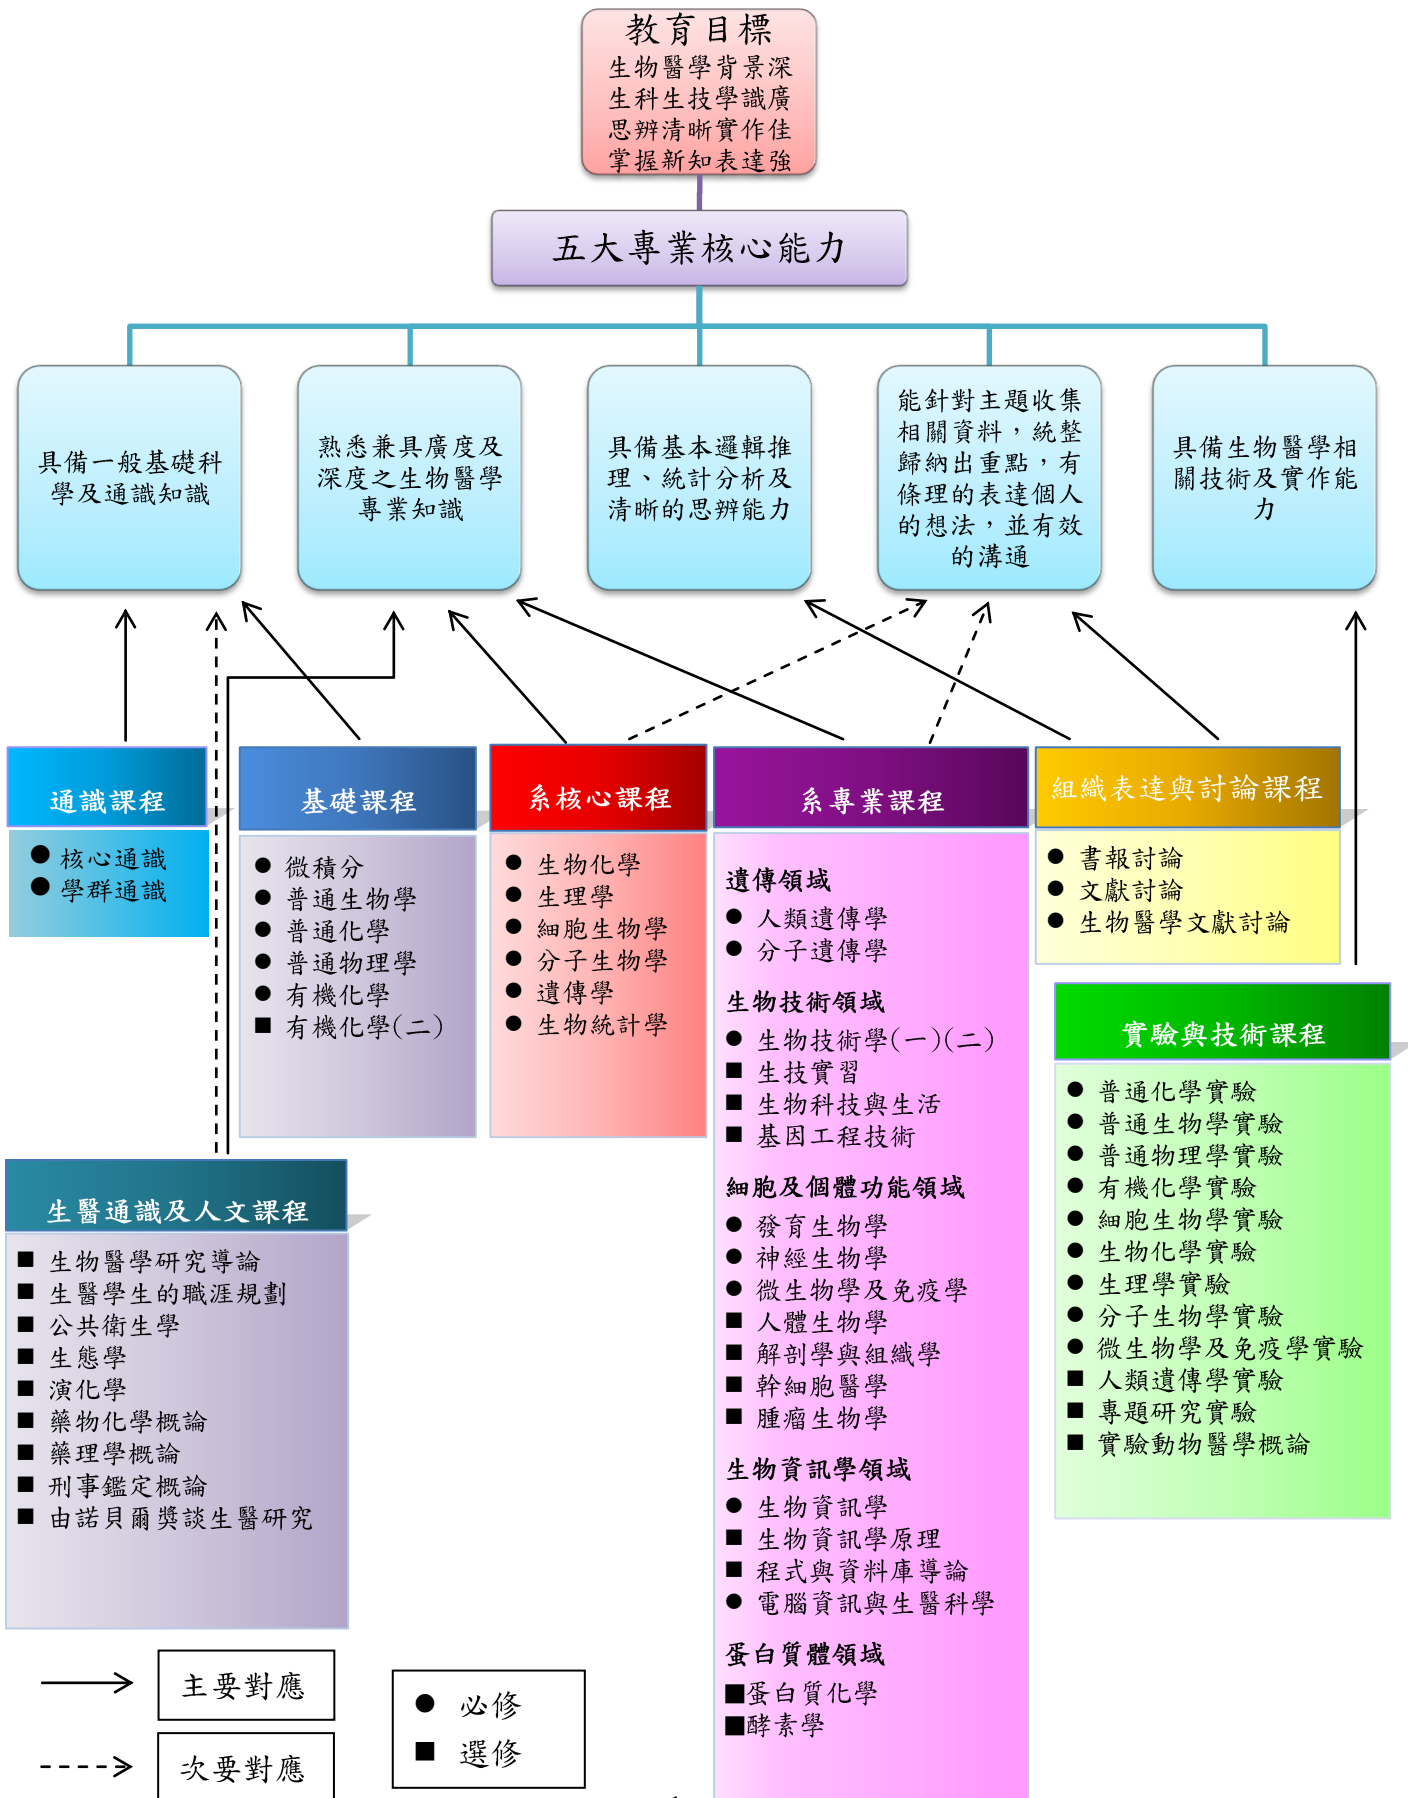 教育目標
生物醫學背景深
生科生技學識廣
思辨清晰實作佳
掌握新知表達強
五大專業核心能力
具備一般基礎科
學及通識知識
熟悉兼具廣度及
深度之生物醫學
專業知識
具備基本邏輯推
理、統計分析及
清晰的思辨能力
能針對主題收集
相關資料，統整
歸納出重點，有
條理的表達個人
的想法，並有效
的溝通
具備生物醫學相
關技術及實作能
力
通識課程
● 核心通識
● 學群通識
基礎課程
● 微積分
● 普通生物學
● 普通化學
● 普通物理學
● 有機化學
■ 有機化學(二)
系核心課程
● 生物化學
● 生理學
● 細胞生物學
● 分子生物學
● 遺傳學
● 生物統計學
系專業課程
遺傳領域
● 人類遺傳學
● 分子遺傳學
生物技術領域
● 生物技術學(一)(二)
■ 生技實習
■ 生物科技與生活
■ 基因工程技術
細胞及個體功能領域
● 發育生物學
● 神經生物學
● 微生物學及免疫學
■ 人體生物學
■ 解剖學與組織學
■ 幹細胞醫學
■ 腫瘤生物學
生物資訊學領域
● 生物資訊學
■ 生物資訊學原理
■ 程式與資料庫導論
● 電腦資訊與生醫科學
蛋白質體領域
■蛋白質化學
■酵素學
組織表達與討論課程
● 書報討論
● 文獻討論
● 生物醫學文獻討論
實驗與技術課程
● 普通化學實驗
● 普通生物學實驗
● 普通物理學實驗
● 有機化學實驗
● 細胞生物學實驗
● 生物化學實驗
● 生理學實驗
● 分子生物學實驗
● 微生物學及免疫學實驗
■ 人類遺傳學實驗
■ 專題研究實驗
■ 實驗動物醫學概論
生醫通識及人文課程
■ 生物醫學研究導論
■ 生醫學生的職涯規劃
■ 公共衛生學
■ 生態學
■ 演化學
■ 藥物化學概論
■ 藥理學概論
■ 刑事鑑定概論
■ 由諾貝爾獎談生醫研究
主要對應
次要對應
● 必修
■ 選修